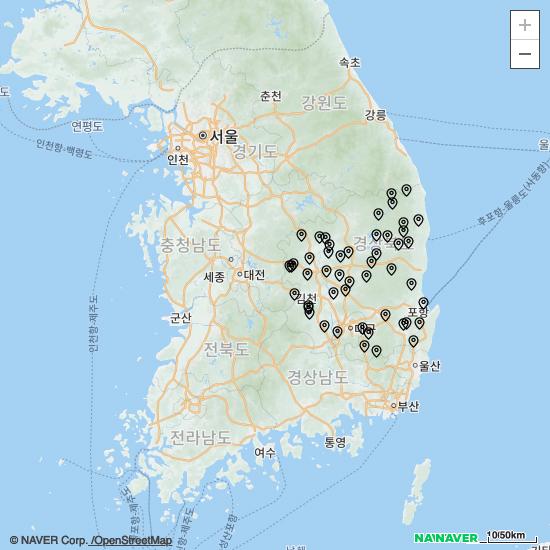 +
−
속초
춘천
강원도
강릉
도
연평도
인천항-백령도
서울
인천
경기도
울
후포항-울릉도(사동항)
충청남도
경상북
세종
대전
김천
인천항-제주도
군산
포항
대구
전라북도
경상남도
울산
부산
전라남도
통영
여수
© NAVER Corp. /OpenStreetMap
NAVER
10/50km